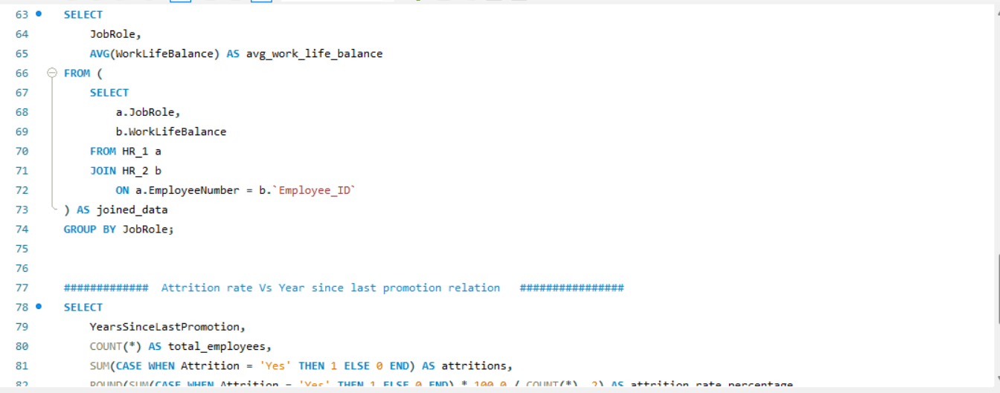 63 SELECT
64 JobRole,
65 AVG(WorkLifeBalance) AS avg_work_life_balance
66 FROM (
67 SELECT
68 a.JobRole,
69 b.WorkLifeBalance
70 FROM HR_1 a
71 JOIN HR_2 b
72 ON a.EmployeeNumber = b.`Employee_ID`
73 ) AS joined_data
74 GROUP BY JobRole;
75
76
77 ############# Attrition rate Vs Year since last promotion relation ################
78 SELECT
79 YearsSinceLastPromotion,
80 COUNT(*) AS total_employees,
81 SUM(CASE WHEN Attrition = 'Yes' THEN 1 ELSE 0 END) AS attritions,
82 ROUND(SUM(CASE WHEN Attrition = 'Yes' THEN 1 ELSE 0 END) * 100.0 / COUNT(*), 2) AS attrition_rate_percentage